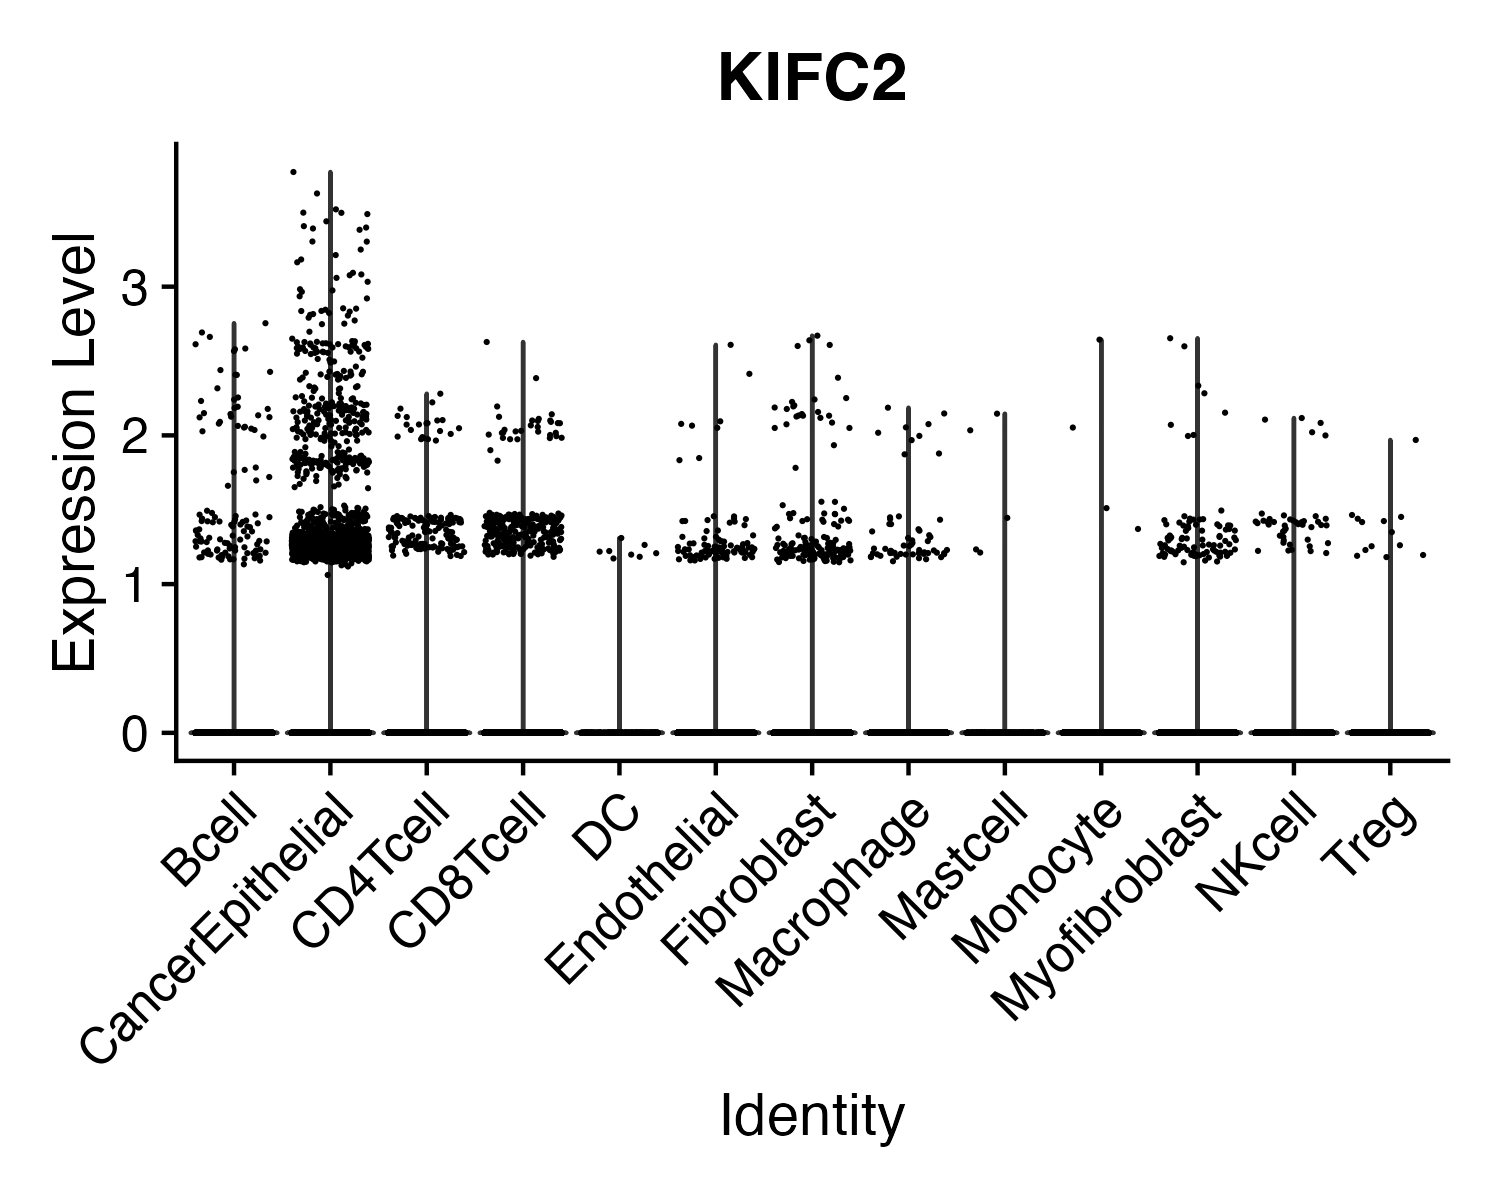 KIFC2
Expression Level
3
2
1
0
Bcell
CancerEpithelial
CD4Tcell
CD8Tcell
DC
Endothelial
Fibroblast
Macrophage
Mastcell
Monocyte
Myofibroblast
NKcell
Treg
Identity